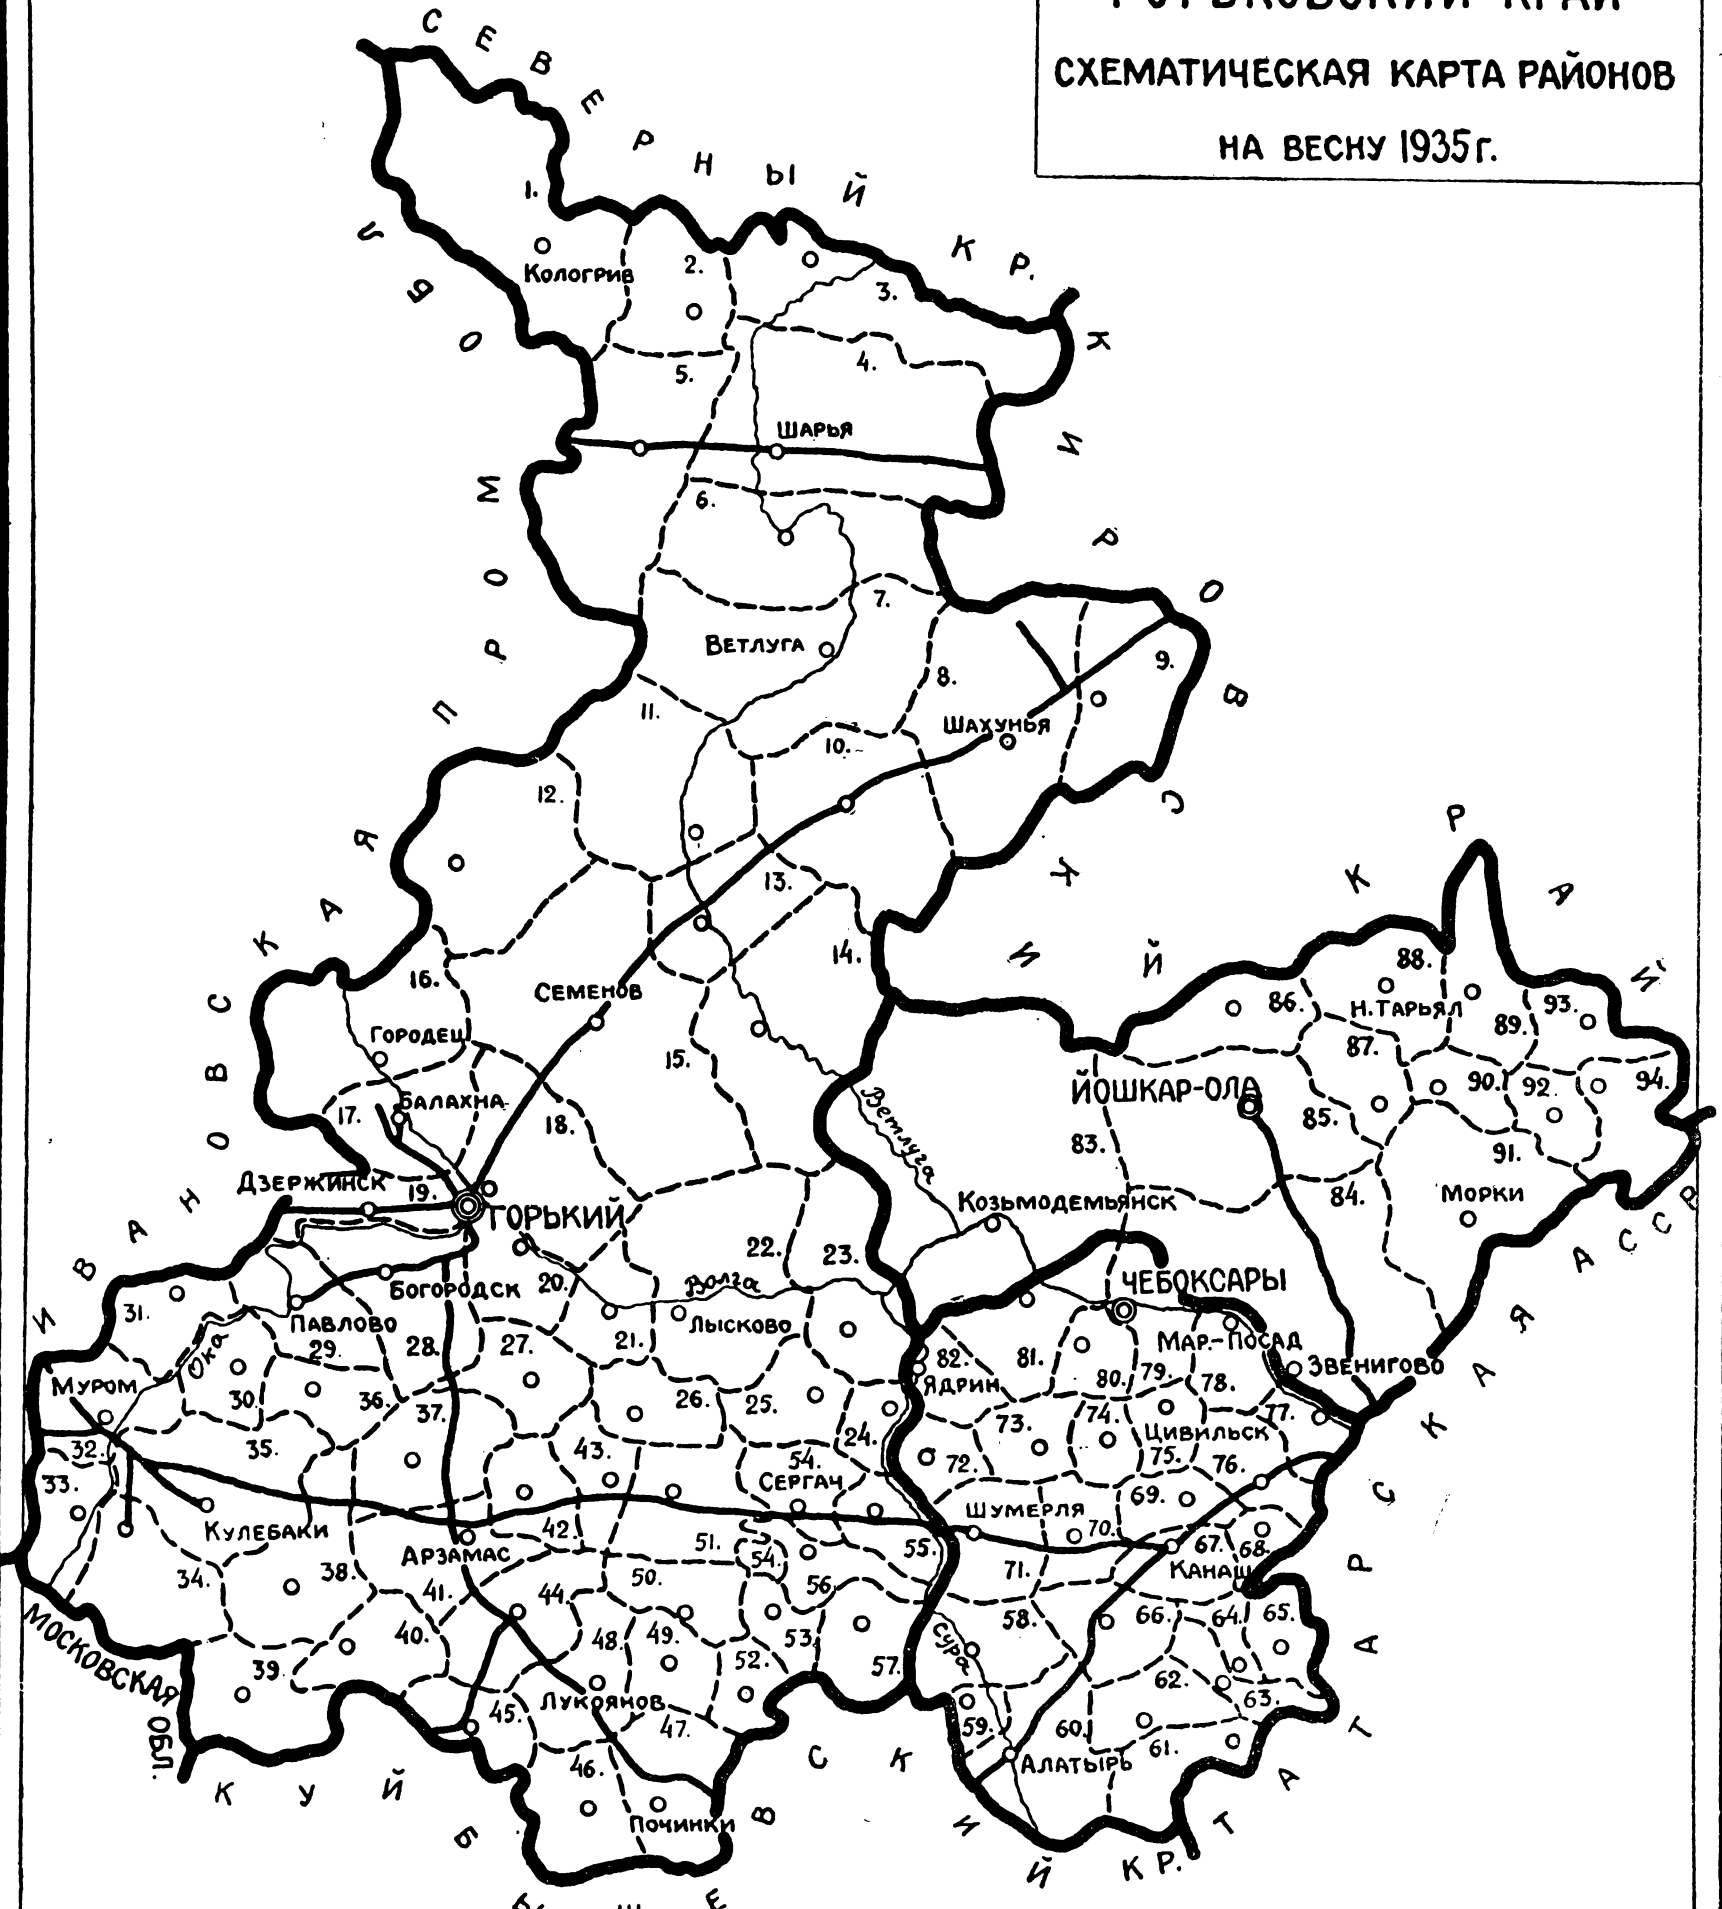 ГОРЬКОВСКИЙ КРАЙ
СХЕМАТИЧЕСКАЯ КАРТА РАЙОНОВ
НА ВЕСНУ 1935г.
СЕВЕРНЫЙ КР.
КИРОВСКИЙ КРАЙ
ТАТАРСКАЯ АССР
КУЙБЫШЕВСКИЙ КР.
МОСКОВСКАЯ ОБЛ.
ИВАНОВСКАЯ ПРОМ ОБЛ
1.
Кологрив
2.
3.
4.
5.
ШАРЬЯ
6.
7.
ВЕТЛУГА
8.
9.
ШАХУНЬЯ
10.
11.
12.
13.
14.
16.
СЕМЕНОВ
ГОРОДЕЦ
15.
17.
БАЛАХНА
18.
Ветлуга
ДЗЕРЖИНСК
19.
ГОРЬКИЙ
86.
88.
Н.ТАРЬЯЛ
87.
89.
93.
ЙОШКАР-ОЛА
90.
92.
94.
83.
85.
91.
84.
МОРКИ
КОЗЬМОДЕМЬЯНСК
22.
23.
БОГОРОДСК
20.
Волга
ЧЕБОКСАРЫ
31.
ПАВЛОВО
Ока
29.
28.
27.
21.
ЛЫСКОВО
82.
81.
МАР.-ПОСАД
ЗВЕНИГОВО
МУРОМ
30.
36.
37.
26.
25.
ЯДРИН
80.
79.
78.
77.
32.
35.
43.
24.
73.
74.
ЦИВИЛЬСК
33.
54.
СЕРГАЧ
72.
75.
76.
КУЛЕБАКИ
42.
ШУМЕРЛЯ
69.
АРЗАМАС
51.
54.
55.
70.
67.
68.
34.
38.
41.
44.
50.
56.
71.
КАНАШ
40.
48.
49.
53.
58.
66.
64.
65.
39.
52.
57.
Сура
62.
63.
45.
ЛУКОЯНОВ
47.
59.
60.
61.
46.
АЛАТЫРЬ
ПОЧИНКИ